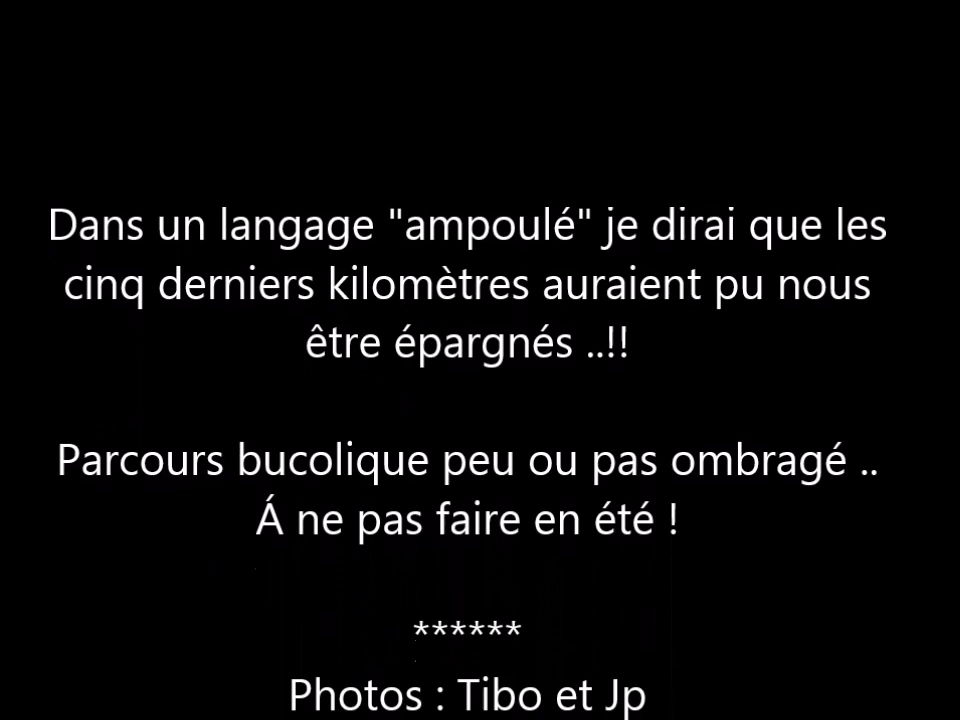 Dans un langage "ampoulé" je dirai que les
cinq derniers kilomètres auraient pu nous
être épargnés ..!!
Parcours bucolique peu ou pas ombragé ..
Á ne pas faire en été !
******
Photos : Tibo et Jp